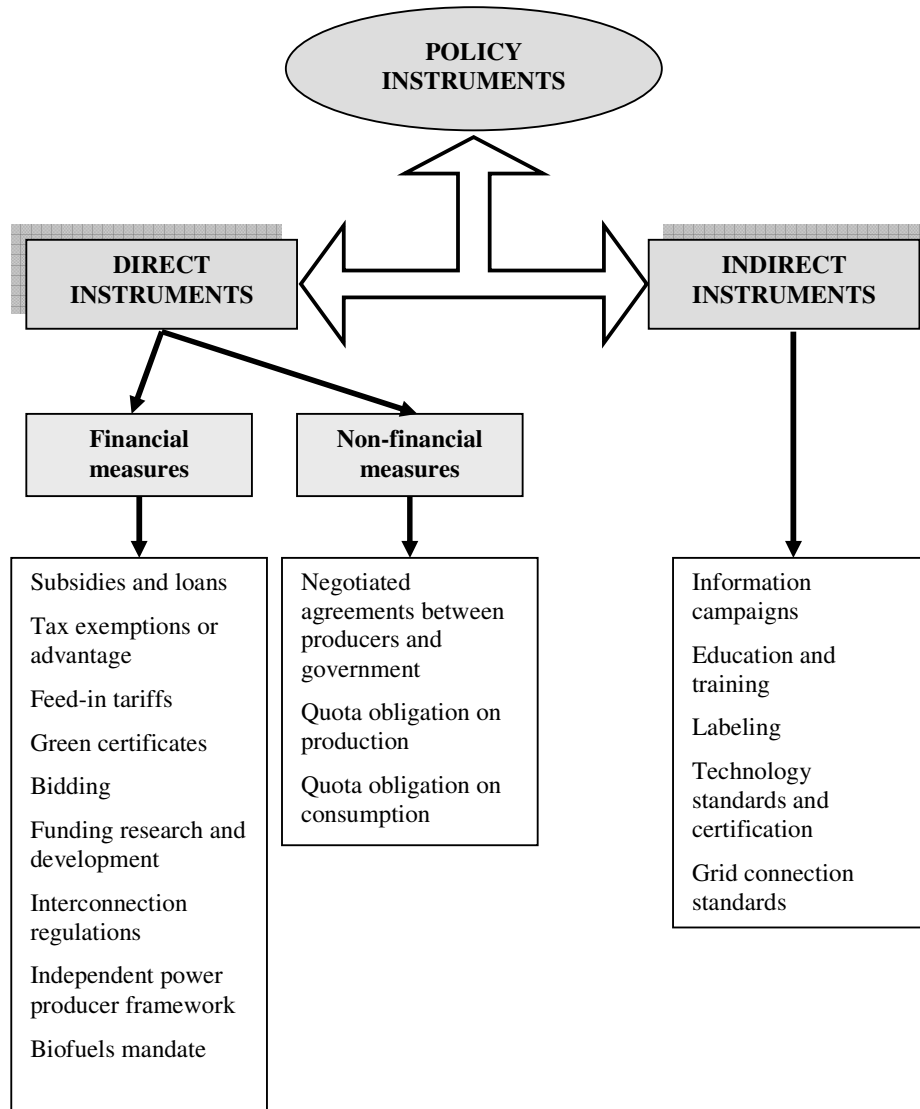 POLICY
INSTRUMENTS
DIRECT
INSTRUMENTS
INDIRECT
INSTRUMENTS
Financial
measures
Non-financial
measures
Subsidies and loans
Tax exemptions or
advantage
Feed-in tariffs
Green certificates
Bidding
Funding research and
development
Interconnection
regulations
Independent power
producer framework
Biofuels mandate
Negotiated
agreements between
producers and
government
Quota obligation on
production
Quota obligation on
consumption
Information
campaigns
Education and
training
Labeling
Technology
standards and
certification
Grid connection
standards